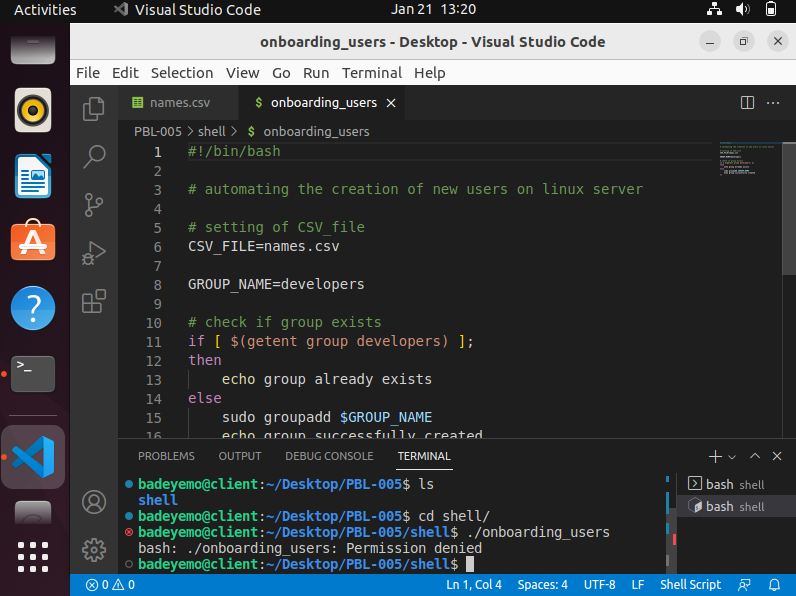 Activities Visual Studio Code Jan 21 13:20
onboarding_users - Desktop - Visual Studio Code
File Edit Selection View Go Run Terminal Help
names.csv $ onboarding_users
PBL-005 > shell > $ onboarding_users
1 #!/bin/bash
2
3 # automating the creation of new users on linux server
4
5 # setting of CSV_file
6 CSV_FILE=names.csv
7
8 GROUP_NAME=developers
9
10 # check if group exists
11 if [ $(getent group developers) ];
12 then
13 echo group already exists
14 else
15 sudo groupadd $GROUP_NAME
16 echo group successfully created
PROBLEMS OUTPUT DEBUG CONSOLE TERMINAL
badeyemo@client:~/Desktop/PBL-005$ ls
shell
badeyemo@client:~/Desktop/PBL-005$ cd shell/
badeyemo@client:~/Desktop/PBL-005/shell$ ./onboarding_users
bash: ./onboarding_users: Permission denied
badeyemo@client:~/Desktop/PBL-005/shell$
bash shell
bash shell
0 0 Ln 1, Col 4 Spaces: 4 UTF-8 LF Shell Script